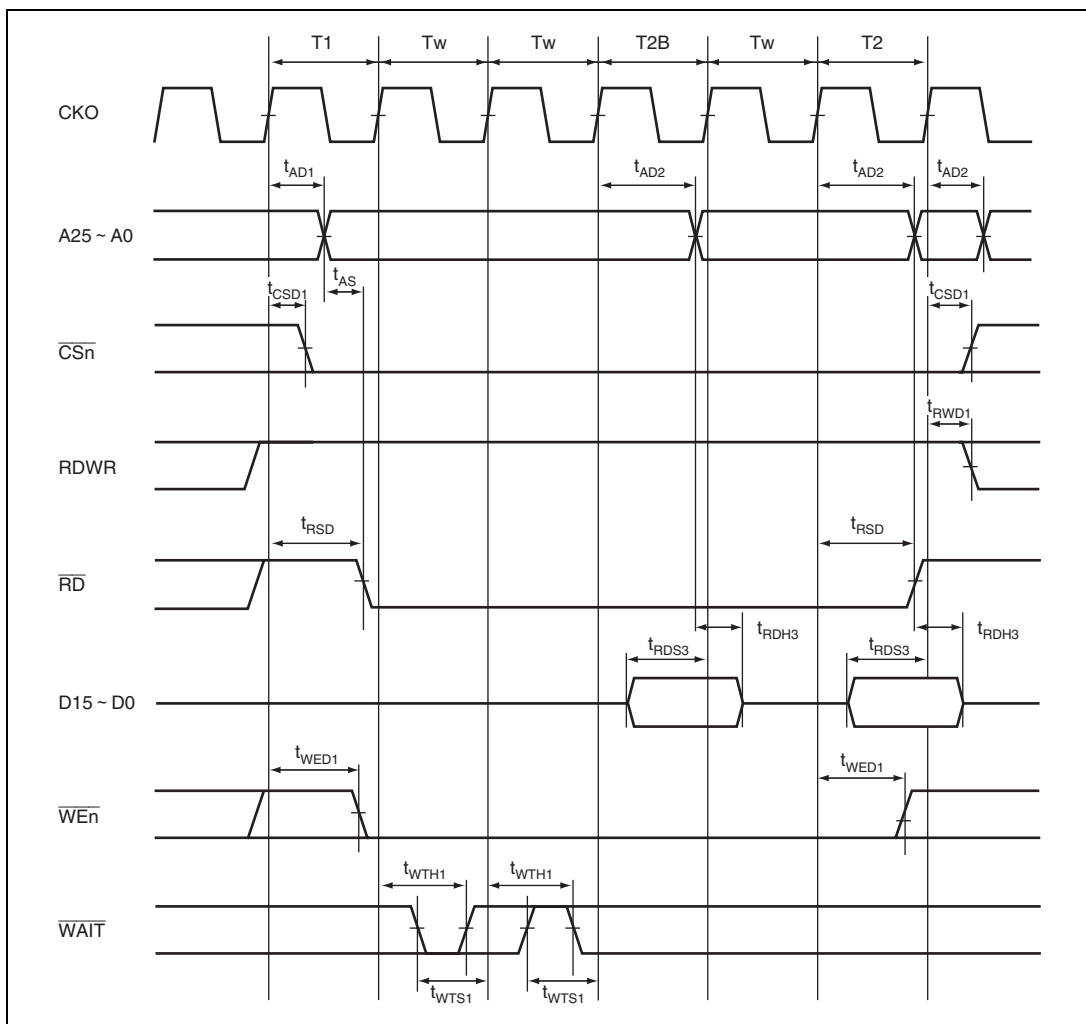 T1 Tw Tw T2B Tw T2
CKO
tAD1 tAD2 tAD2 tAD2
A25 ~ A0
tAS
tCSD1 tCSD1
CSn
tRWD1
RDWR
tRSD tRSD
RD
tRDH3 tRDH3
tRDS3 tRDS3
D15 ~ D0
tWED1 tWED1
WEn
tWTH1 tWTH1
WAIT
tWTS1 tWTS1